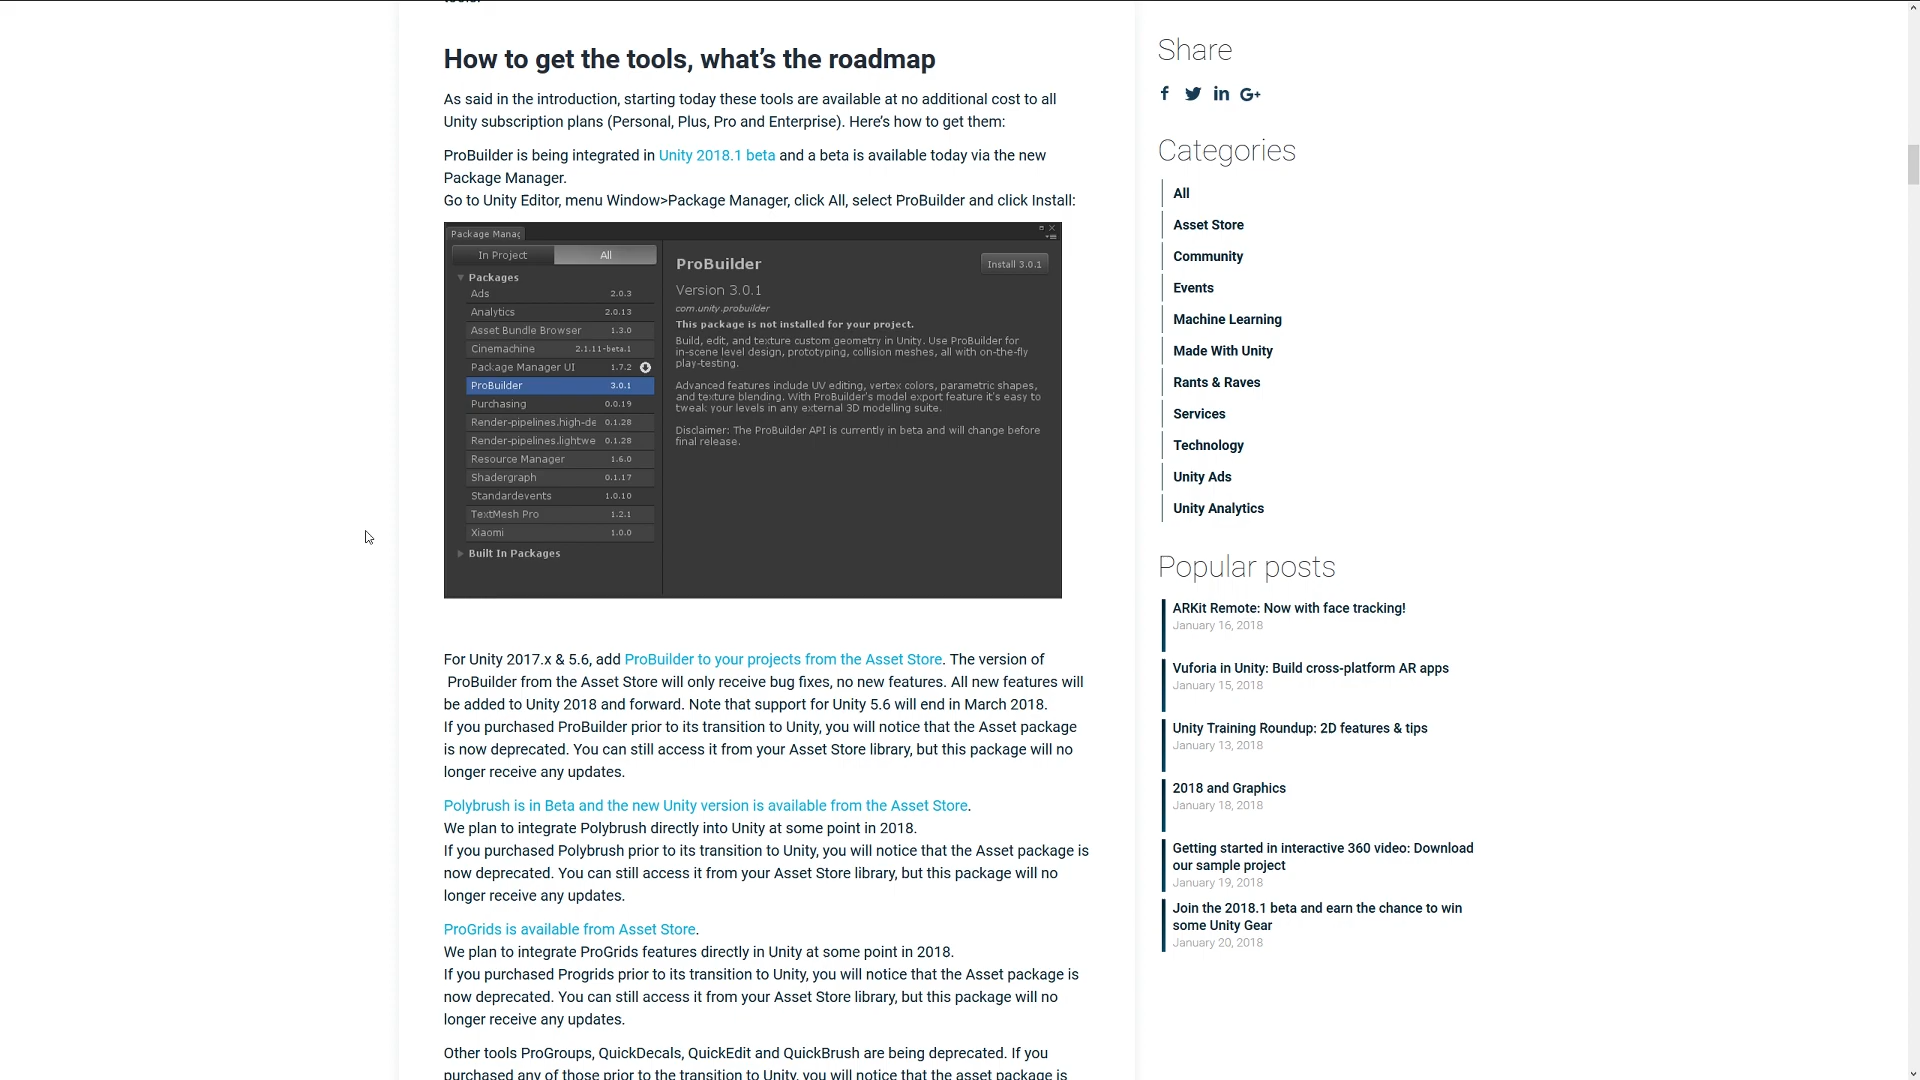 How to get the tools, what’s the roadmap
As said in the introduction, starting today these tools are available at no additional cost to all
Unity subscription plans (Personal, Plus, Pro and Enterprise). Here’s how to get them:
ProBuilder is being integrated in Unity 2018.1 beta and a beta is available today via the new
Package Manager.
Go to Unity Editor, menu Window>Package Manager, click All, select ProBuilder and click Install:
Package Manag
In Project All
Packages
Ads 2.0.3
Analytics 2.0.13
Asset Bundle Browser 1.3.0
Cinemachine 2.1.11-beta.1
Package Manager UI 1.7.2
ProBuilder 3.0.1
Purchasing 0.0.19
Render-pipelines.high-de 0.1.28
Render-pipelines.lightwe 0.1.28
Resource Manager 1.6.0
Shadergraph 0.1.17
Standardevents 1.0.10
TextMesh Pro 1.2.1
Xiaomi 1.0.0
Built In Packages
ProBuilder
Install 3.0.1
Version 3.0.1
com.unity.probuilder
This package is not installed for your project.
Build, edit, and texture custom geometry in Unity. Use ProBuilder for
in-scene level design, prototyping, collision meshes, all with on-the-fly
play-testing.
Advanced features include UV editing, vertex colors, parametric shapes,
and texture blending. With ProBuilder's model export feature it's easy to
tweak your levels in any external 3D modelling suite.
Disclaimer: The ProBuilder API is currently in beta and will change before
final release.
For Unity 2017.x & 5.6, add ProBuilder to your projects from the Asset Store. The version of
ProBuilder from the Asset Store will only receive bug fixes, no new features. All new features will
be added to Unity 2018 and forward. Note that support for Unity 5.6 will end in March 2018.
If you purchased ProBuilder prior to its transition to Unity, you will notice that the Asset package
is now deprecated. You can still access it from your Asset Store library, but this package will no
longer receive any updates.
Polybrush is in Beta and the new Unity version is available from the Asset Store.
We plan to integrate Polybrush directly into Unity at some point in 2018.
If you purchased Polybrush prior to its transition to Unity, you will notice that the Asset package is
now deprecated. You can still access it from your Asset Store library, but this package will no
longer receive any updates.
ProGrids is available from Asset Store.
We plan to integrate ProGrids features directly in Unity at some point in 2018.
If you purchased Progrids prior to its transition to Unity, you will notice that the Asset package is
now deprecated. You can still access it from your Asset Store library, but this package will no
longer receive any updates.
Other tools ProGroups, QuickDecals, QuickEdit and QuickBrush are being deprecated. If you
purchased any of those prior to the transition to Unity, you will notice that the asset package is
Share
f in G+
Categories
All
Asset Store
Community
Events
Machine Learning
Made With Unity
Rants & Raves
Services
Technology
Unity Ads
Unity Analytics
Popular posts
ARKit Remote: Now with face tracking!
January 16, 2018
Vuforia in Unity: Build cross-platform AR apps
January 15, 2018
Unity Training Roundup: 2D features & tips
January 13, 2018
2018 and Graphics
January 18, 2018
Getting started in interactive 360 video: Download
our sample project
January 19, 2018
Join the 2018.1 beta and earn the chance to win
some Unity Gear
January 20, 2018